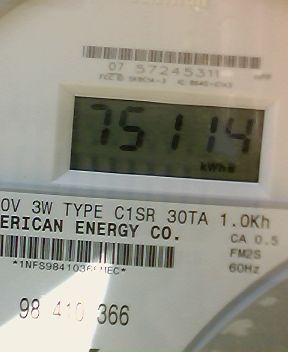 07 57245311
75114
kWhs
0V 3W TYPE C1SR 30TA 1.0Kh
ERICAN ENERGY CO.
CA 0.5
FM2S
60Hz
98 410 366